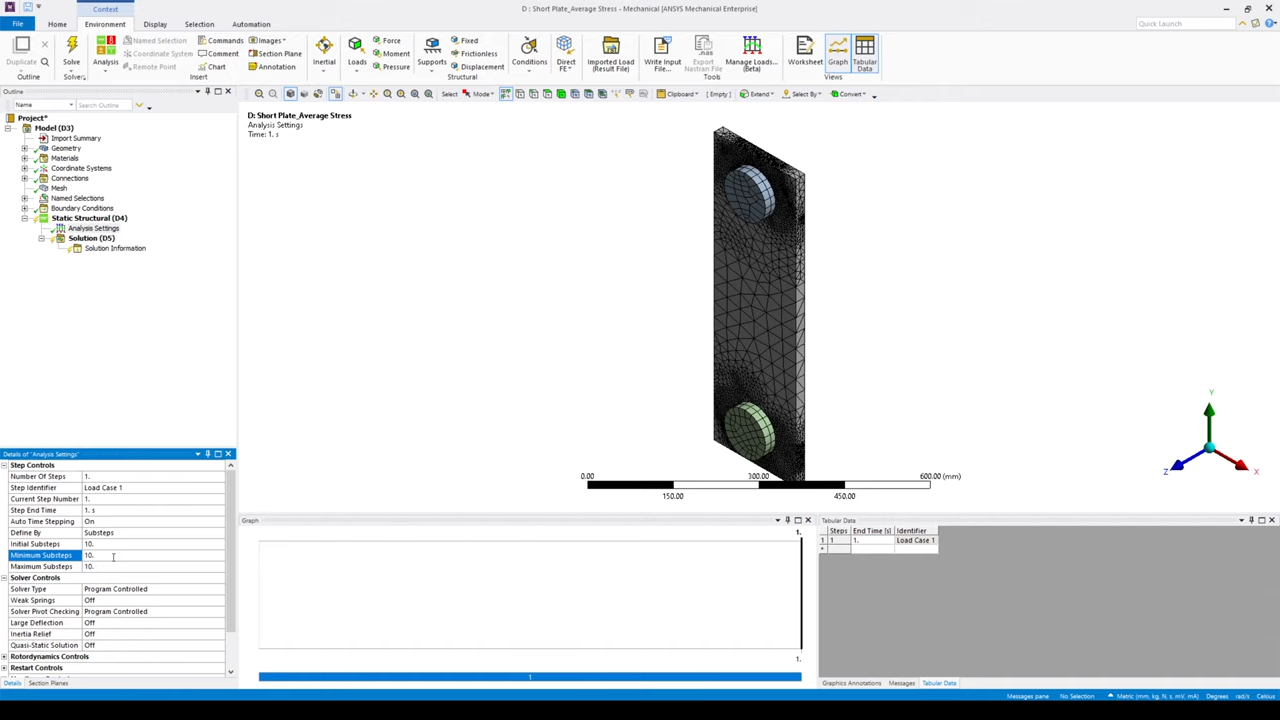 D : Short Plate_Average Stress - Mechanical [ANSYS Mechanical Enterprise]
Context
File Home Environment Display Selection Automation
Quick Launch
Duplicate
Outline
Solve
Solver
Analysis
Named Selection
Coordinate System
Remote Point
Commands
Comment
Chart
Images
Section Plane
Annotation
Insert
Inertial
Loads
Force
Moment
Pressure
Supports
Fixed
Frictionless
Displacement
Structural
Conditions
Direct FE
Imported Load (Result File)
Write Input File...
Export Nastran File
Manage Loads... (Beta)
Tools
Worksheet
Graph
Tabular Data
Views
Outline
Name
Search Outline
Select Mode
Clipboard [ Empty ] Extend Select By Convert
Project*
Model (D3)
Import Summary
Geometry
Materials
Coordinate Systems
Connections
Mesh
Named Selections
Boundary Conditions
Static Structural (D4)
Analysis Settings
Solution (D5)
Solution Information
D: Short Plate_Average Stress
Analysis Settings
Time: 1. s
0.00 300.00 600.00 (mm)
150.00 450.00
Y
Z X
Details of "Analysis Settings"
Step Controls
Number Of Steps 1.
Step Identifier Load Case 1
Current Step Number 1.
Step End Time 1. s
Auto Time Stepping On
Define By Substeps
Initial Substeps 10.
Minimum Substeps 10.
Maximum Substeps 10.
Solver Controls
Solver Type Program Controlled
Weak Springs Off
Solver Pivot Checking Program Controlled
Large Deflection Off
Inertia Relief Off
Quasi-Static Solution Off
Rotordynamics Controls
Restart Controls
Details Section Planes
Graph
1.
1.
1
Tabular Data
Steps End Time [s] Identifier
1 1 1. Load Case 1
*
Graphics Annotations Messages Tabular Data
Messages pane No Selection Metric (mm, kg, N, s, mV, mA) Degrees rad/s Celsius